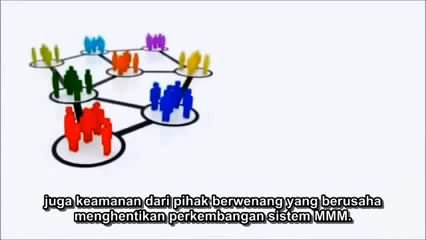 juga keamanan dari pihak berwenang yang berusaha
menghentikan perkembangan sistem MMM.